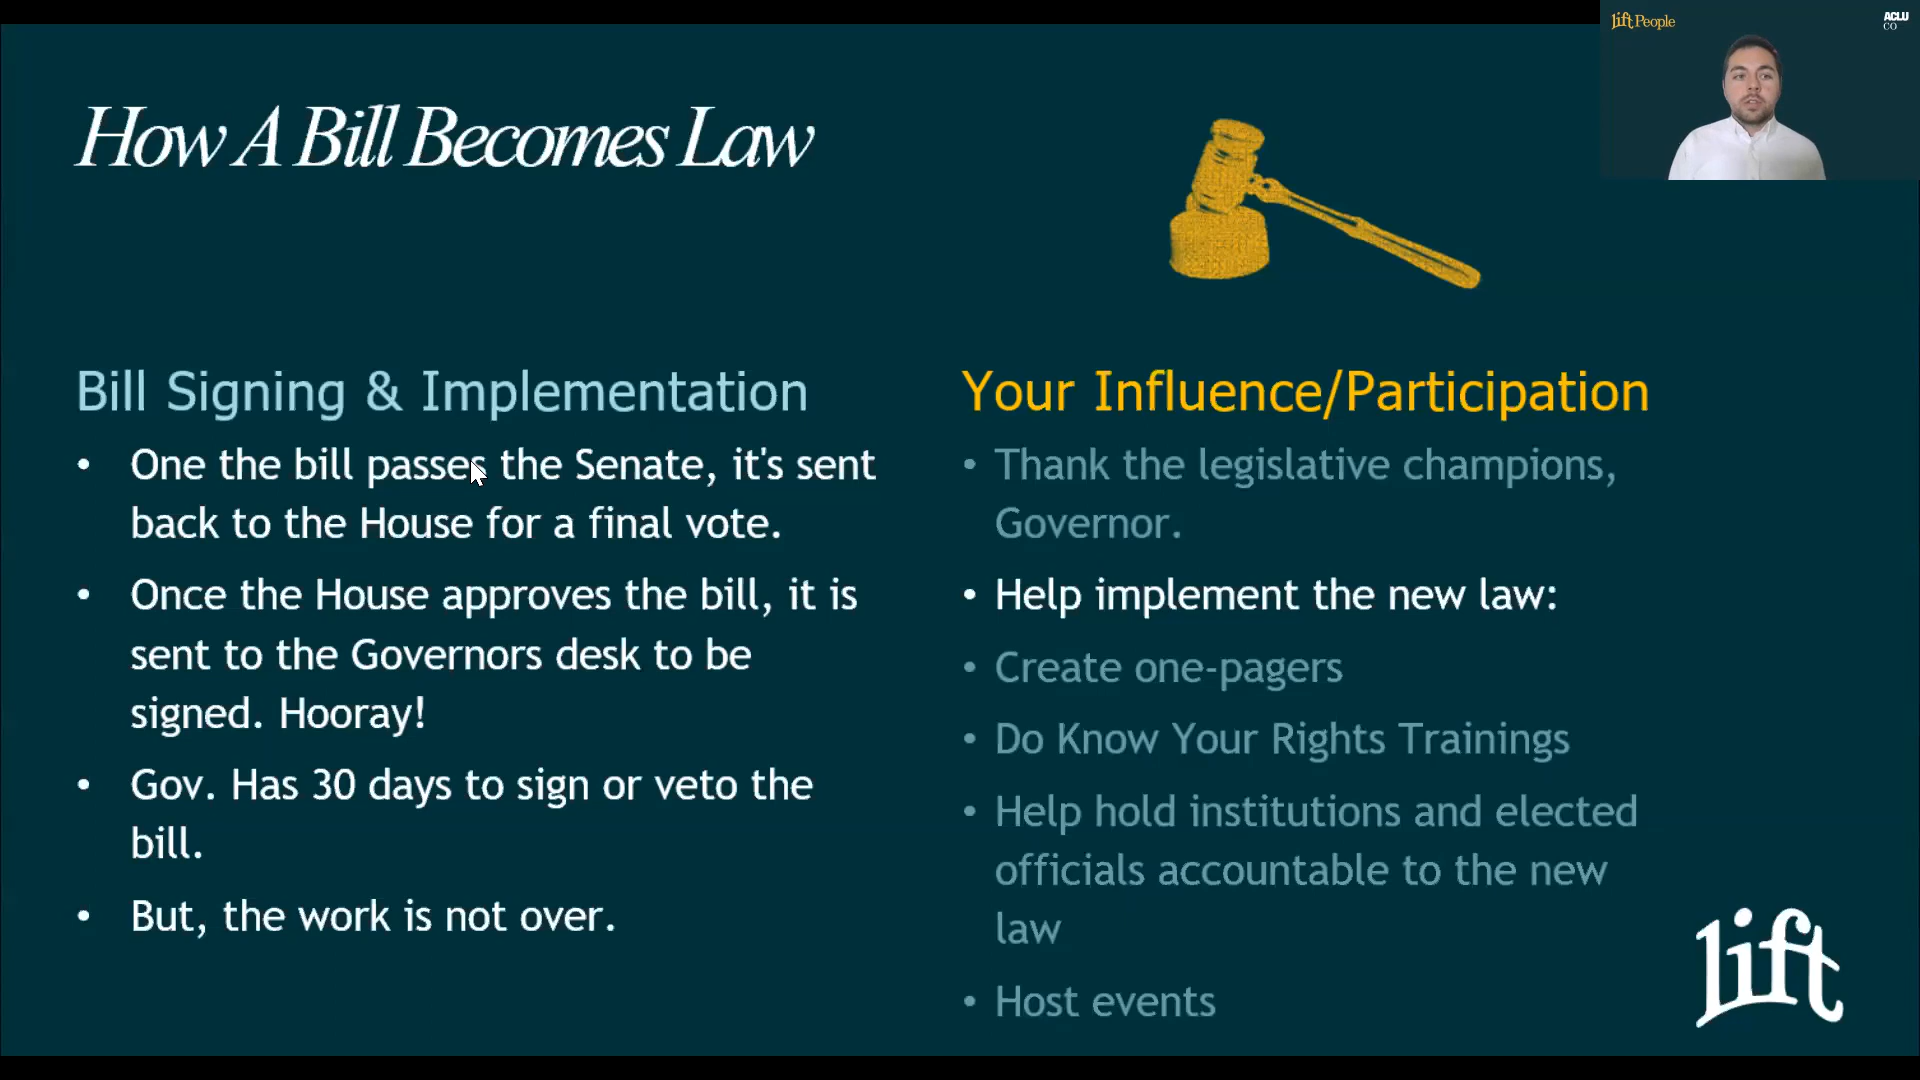 lift People
ACLU
CO
How A Bill Becomes Law
Bill Signing & Implementation
• One the bill passes the Senate, it's sent
back to the House for a final vote.
• Once the House approves the bill, it is
sent to the Governors desk to be
signed. Hooray!
• Gov. Has 30 days to sign or veto the
bill.
• But, the work is not over.
Your Influence/Participation
• Thank the legislative champions,
Governor.
• Help implement the new law:
• Create one-pagers
• Do Know Your Rights Trainings
• Help hold institutions and elected
officials accountable to the new
law
• Host events
lift